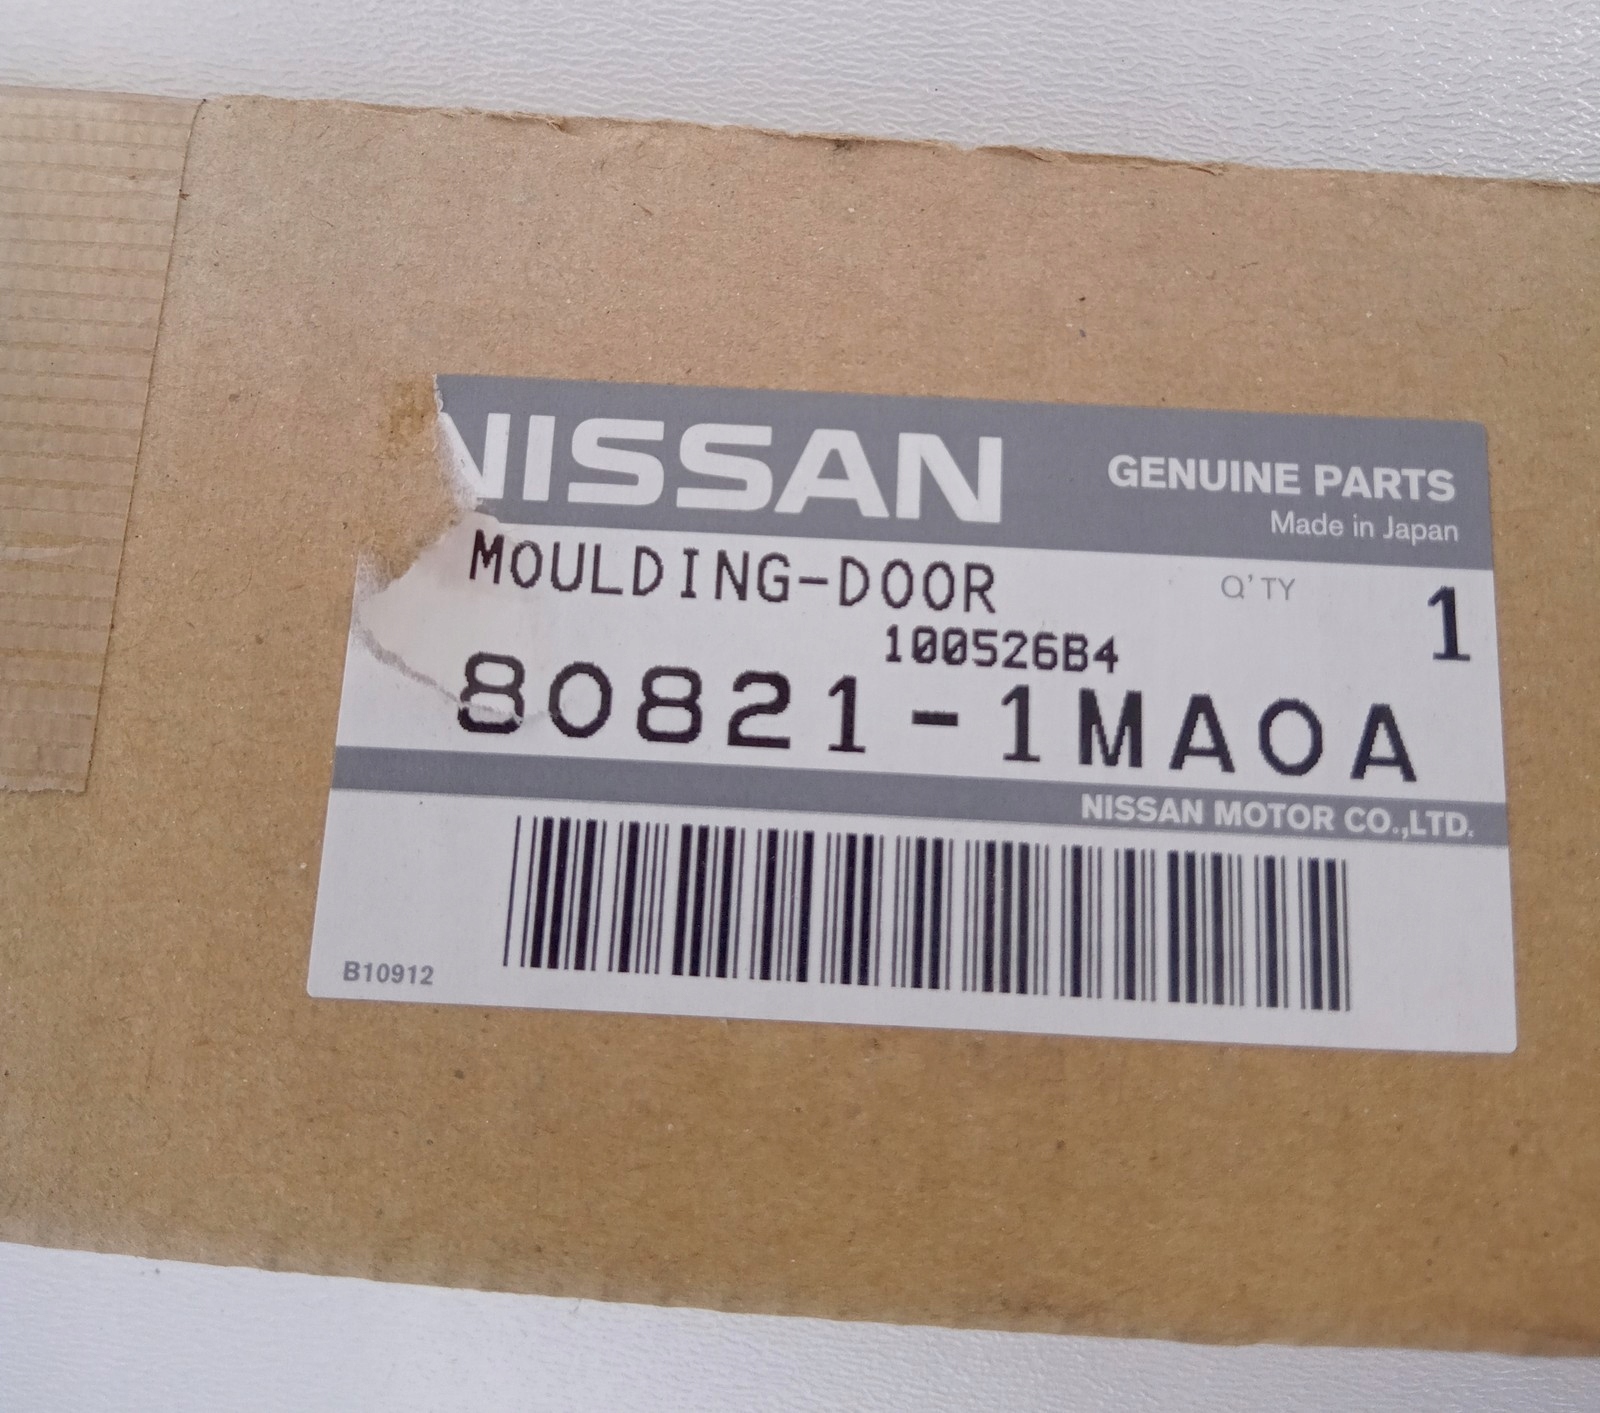 NISSAN
GENUINE PARTS
Made in Japan
MOULDING-DOOR
Q'TY
1
100526B4
80821-1MA0A
NISSAN MOTOR CO.,LTD.
B10912